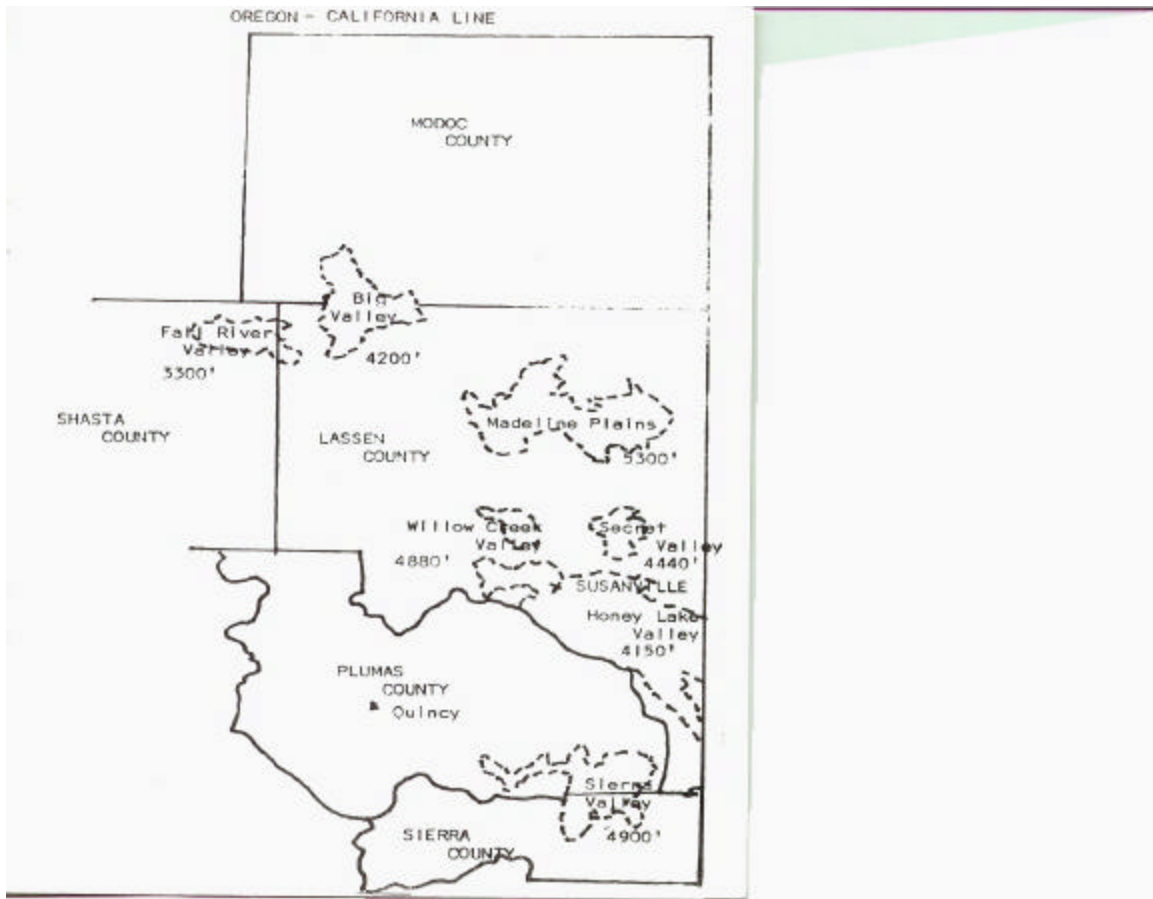 OREGON - CALIFORNIA LINE
MODOC
COUNTY
Big
Valley
4200'
Fall River
Valley
3300'
SHASTA
COUNTY
LASSEN
COUNTY
Madeline Plains
5300'
Willow Creek
Valley
4880'
Secret
Valley
4440'
SUSANVILLE
Honey Lake
Valley
4150'
PLUMAS
COUNTY
Quincy
Sierra
Valley
4900'
SIERRA
COUNTY